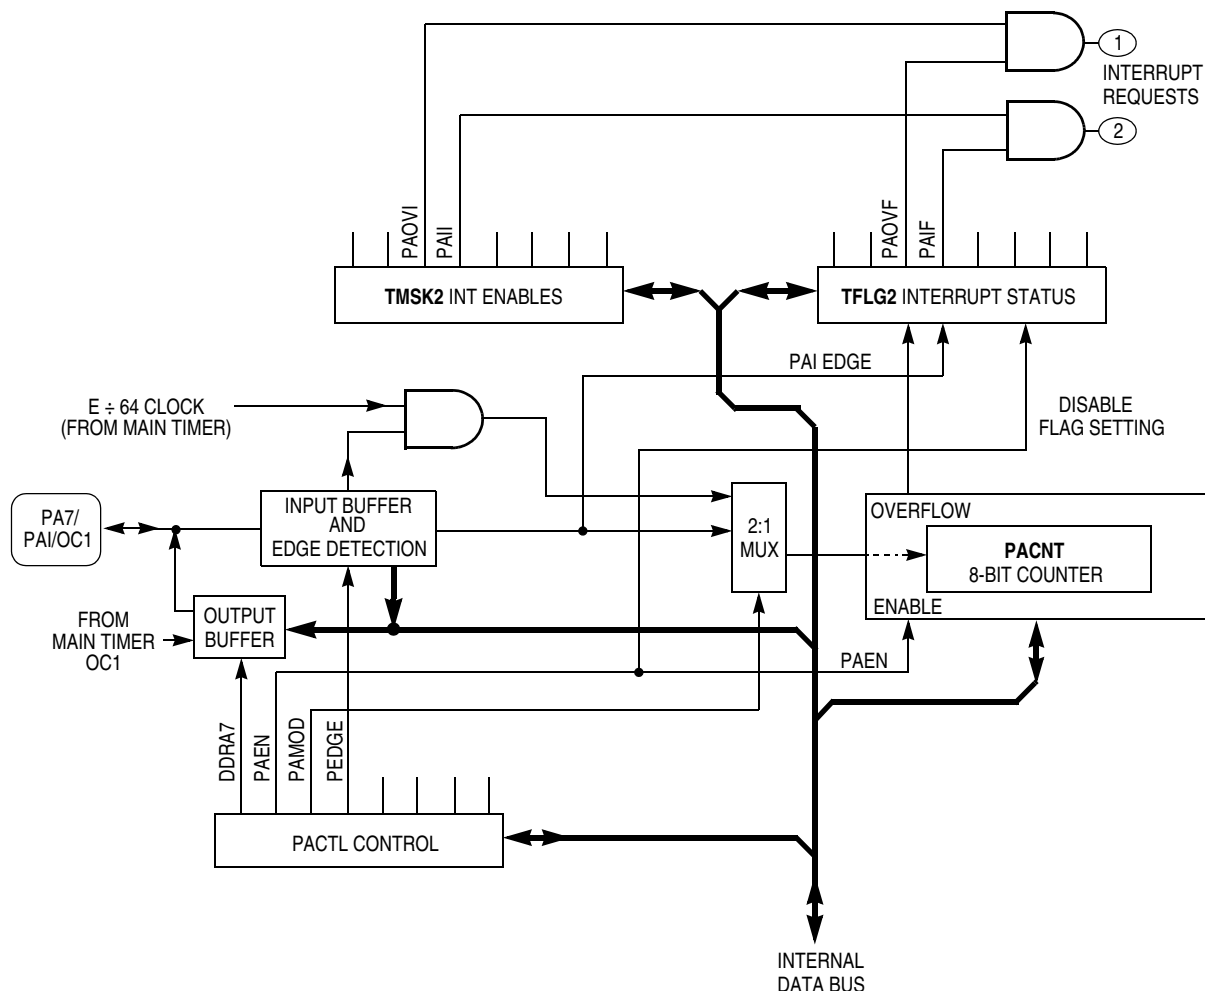 1
INTERRUPT
REQUESTS
2
PAOVI
PAII
PAOVF
PAIF
TMSK2 INT ENABLES
TFLG2 INTERRUPT STATUS
PAI EDGE
E ÷ 64 CLOCK
(FROM MAIN TIMER)
DISABLE
FLAG SETTING
PA7/
PAI/OC1
INPUT BUFFER
AND
EDGE DETECTION
2:1
MUX
OVERFLOW
PACNT
8-BIT COUNTER
ENABLE
FROM
MAIN TIMER
OC1
OUTPUT
BUFFER
PAEN
DDRA7
PAEN
PAMOD
PEDGE
PACTL CONTROL
INTERNAL
DATA BUS